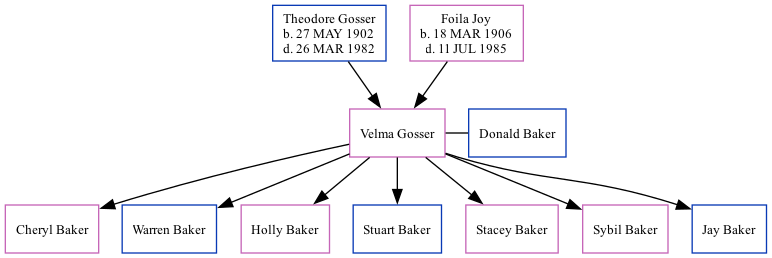 Theodore Gosser
b. 27 MAY 1902
d. 26 MAR 1982
Foila Joy
b. 18 MAR 1906
d. 11 JUL 1985
Velma Gosser
Donald Baker
Cheryl Baker
Warren Baker
Holly Baker
Stuart Baker
Stacey Baker
Sybil Baker
Jay Baker